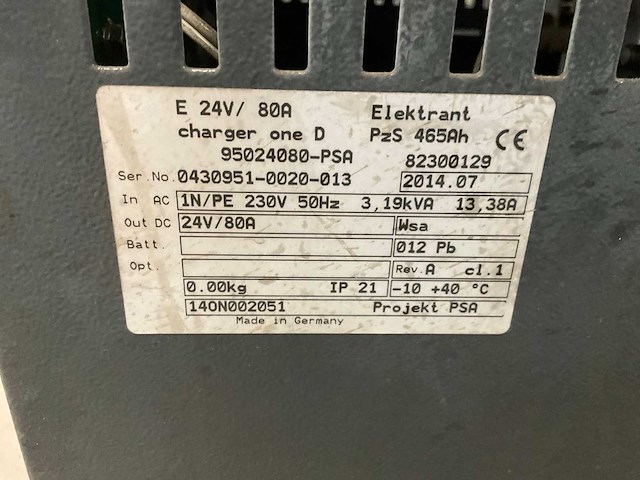 E 24V/ 80A Elektrant
charger one D PzS 465Ah CE
95024080-PSA 82300129
Ser.No. 0430951-0020-013 2014.07
In AC 1N/PE 230V 50Hz 3,19kVA 13,38A
Out DC 24V/80A Wsa
Batt. 012 Pb
Opt. Rev.A cl.1
0.00kg IP 21 -10 +40 °C
140N002051 Projekt PSA
Made in Germany